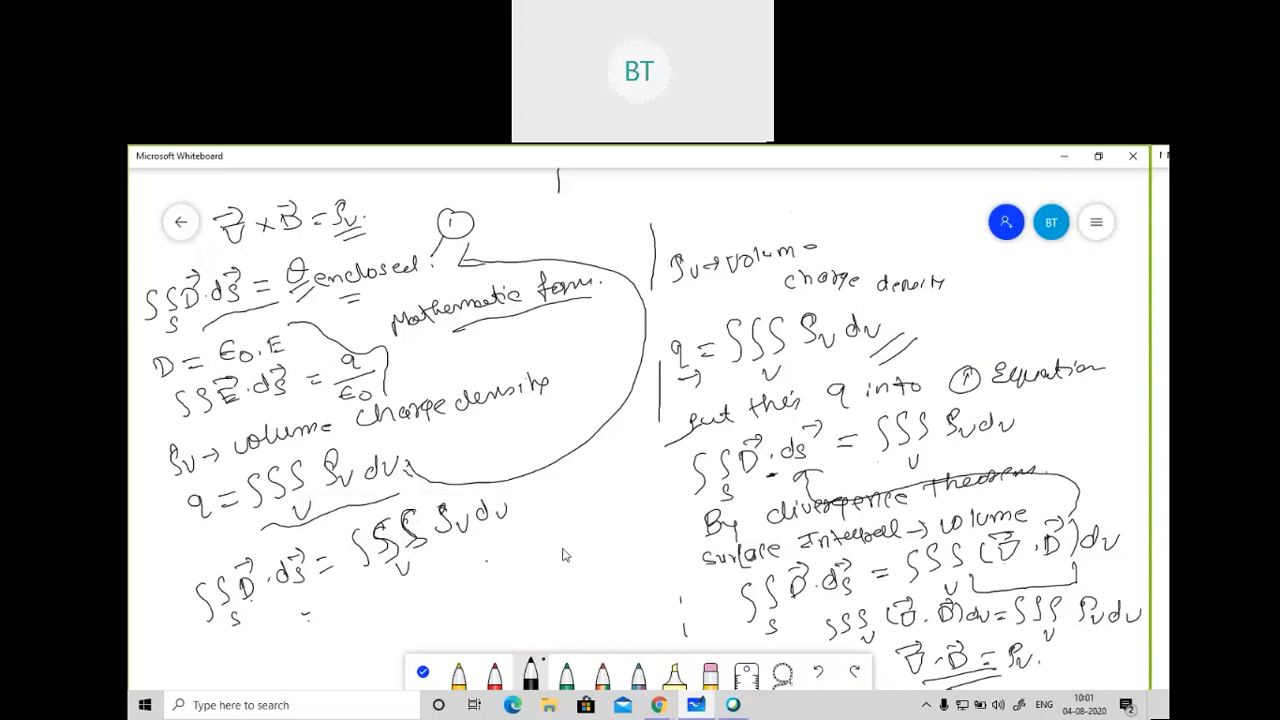 BT
Microsoft Whiteboard
BT
∇ × D = ρv.
①
∫∫ D⃗ . ds⃗ = Q enclosed.
S
Mathematic form.
D = ε0 . E
∫∫ E⃗ . ds⃗ = q/ε0
ρv → volume charge density
q = ∫∫∫ ρv dv
V
∫∫ D⃗ . ds⃗ = ∫∫∫ ρv dv
S V
=
ρv → volume
charge density
q = ∫∫∫ ρv dv
V
put this q into ① Equation
∫∫ D⃗ . ds⃗ = ∫∫∫ ρv dv
S V
By divergence theorem.
surface Integral → volume
∫∫ D⃗ . ds⃗ = ∫∫∫ (∇⃗ . D⃗) dv
S V
∫∫∫ (∇⃗ . D⃗) dv = ∫∫∫ ρv dv
V V
∇⃗ . D⃗ = ρv.
Type here to search
ENG
10:01
04-08-2020
2